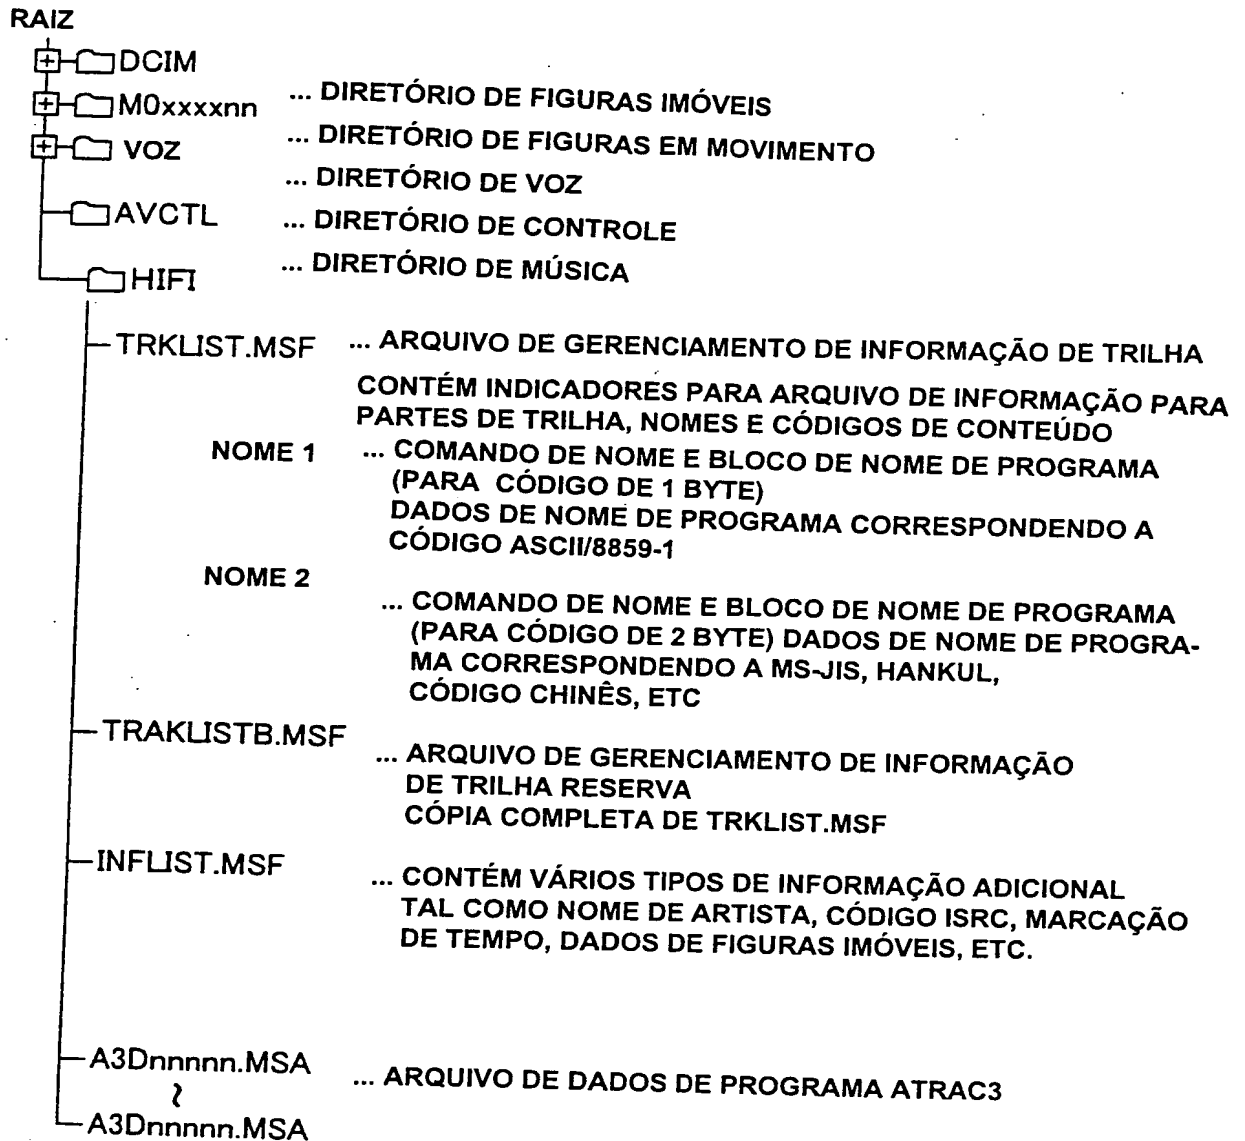 RAIZ
DCIM
M0xxxxnn ... DIRETÓRIO DE FIGURAS IMÓVEIS
VOZ ... DIRETÓRIO DE FIGURAS EM MOVIMENTO
... DIRETÓRIO DE VOZ
AVCTL ... DIRETÓRIO DE CONTROLE
HIFI ... DIRETÓRIO DE MÚSICA
TRKLIST.MSF ... ARQUIVO DE GERENCIAMENTO DE INFORMAÇÃO DE TRILHA
CONTÉM INDICADORES PARA ARQUIVO DE INFORMAÇÃO PARA
PARTES DE TRILHA, NOMES E CÓDIGOS DE CONTEÚDO
NOME 1 ... COMANDO DE NOME E BLOCO DE NOME DE PROGRAMA
(PARA CÓDIGO DE 1 BYTE)
DADOS DE NOME DE PROGRAMA CORRESPONDENDO A
CÓDIGO ASCII/8859-1
NOME 2
... COMANDO DE NOME E BLOCO DE NOME DE PROGRAMA
(PARA CÓDIGO DE 2 BYTE) DADOS DE NOME DE PROGRA-
MA CORRESPONDENDO A MS-JIS, HANKUL,
CÓDIGO CHINÊS, ETC
TRAKLISTB.MSF
... ARQUIVO DE GERENCIAMENTO DE INFORMAÇÃO
DE TRILHA RESERVA
CÓPIA COMPLETA DE TRKLIST.MSF
INFLIST.MSF
... CONTÉM VÁRIOS TIPOS DE INFORMAÇÃO ADICIONAL
TAL COMO NOME DE ARTISTA, CÓDIGO ISRC, MARCAÇÃO
DE TEMPO, DADOS DE FIGURAS IMÓVEIS, ETC.
A3Dnnnnn.MSA
... ARQUIVO DE DADOS DE PROGRAMA ATRAC3
A3Dnnnnn.MSA